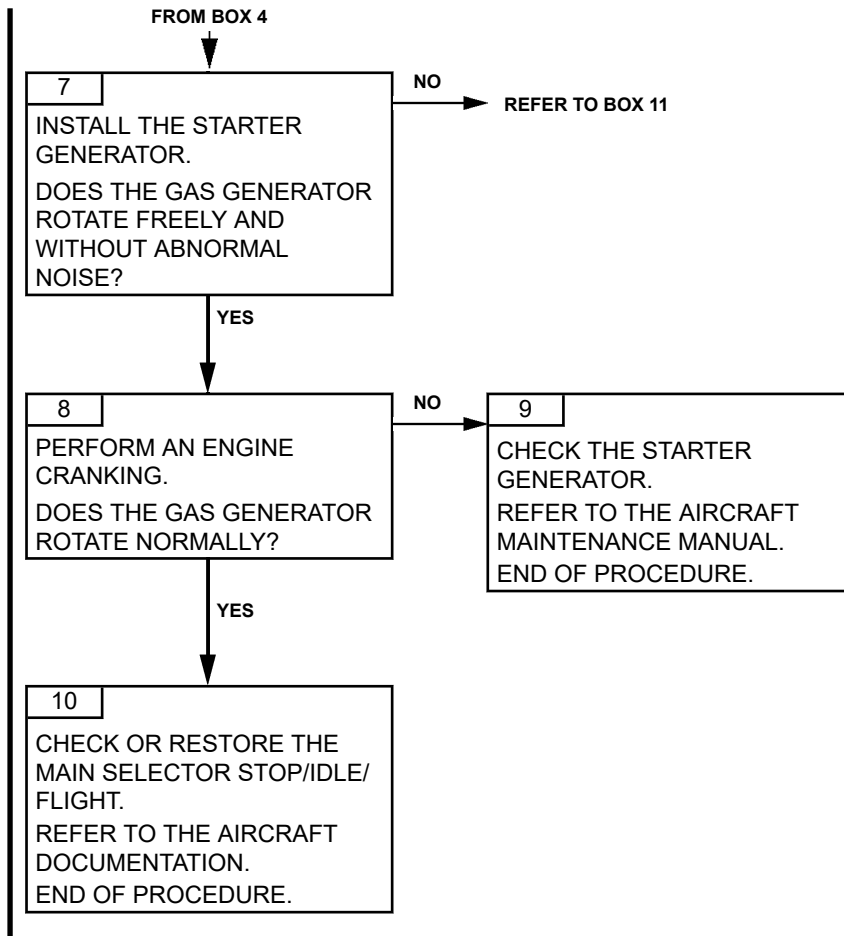 FROM BOX 4
7
INSTALL THE STARTER
GENERATOR.
DOES THE GAS GENERATOR
ROTATE FREELY AND
WITHOUT ABNORMAL
NOISE?
NO
REFER TO BOX 11
YES
8
PERFORM AN ENGINE
CRANKING.
DOES THE GAS GENERATOR
ROTATE NORMALLY?
NO
9
CHECK THE STARTER
GENERATOR.
REFER TO THE AIRCRAFT
MAINTENANCE MANUAL.
END OF PROCEDURE.
YES
10
CHECK OR RESTORE THE
MAIN SELECTOR STOP/IDLE/
FLIGHT.
REFER TO THE AIRCRAFT
DOCUMENTATION.
END OF PROCEDURE.